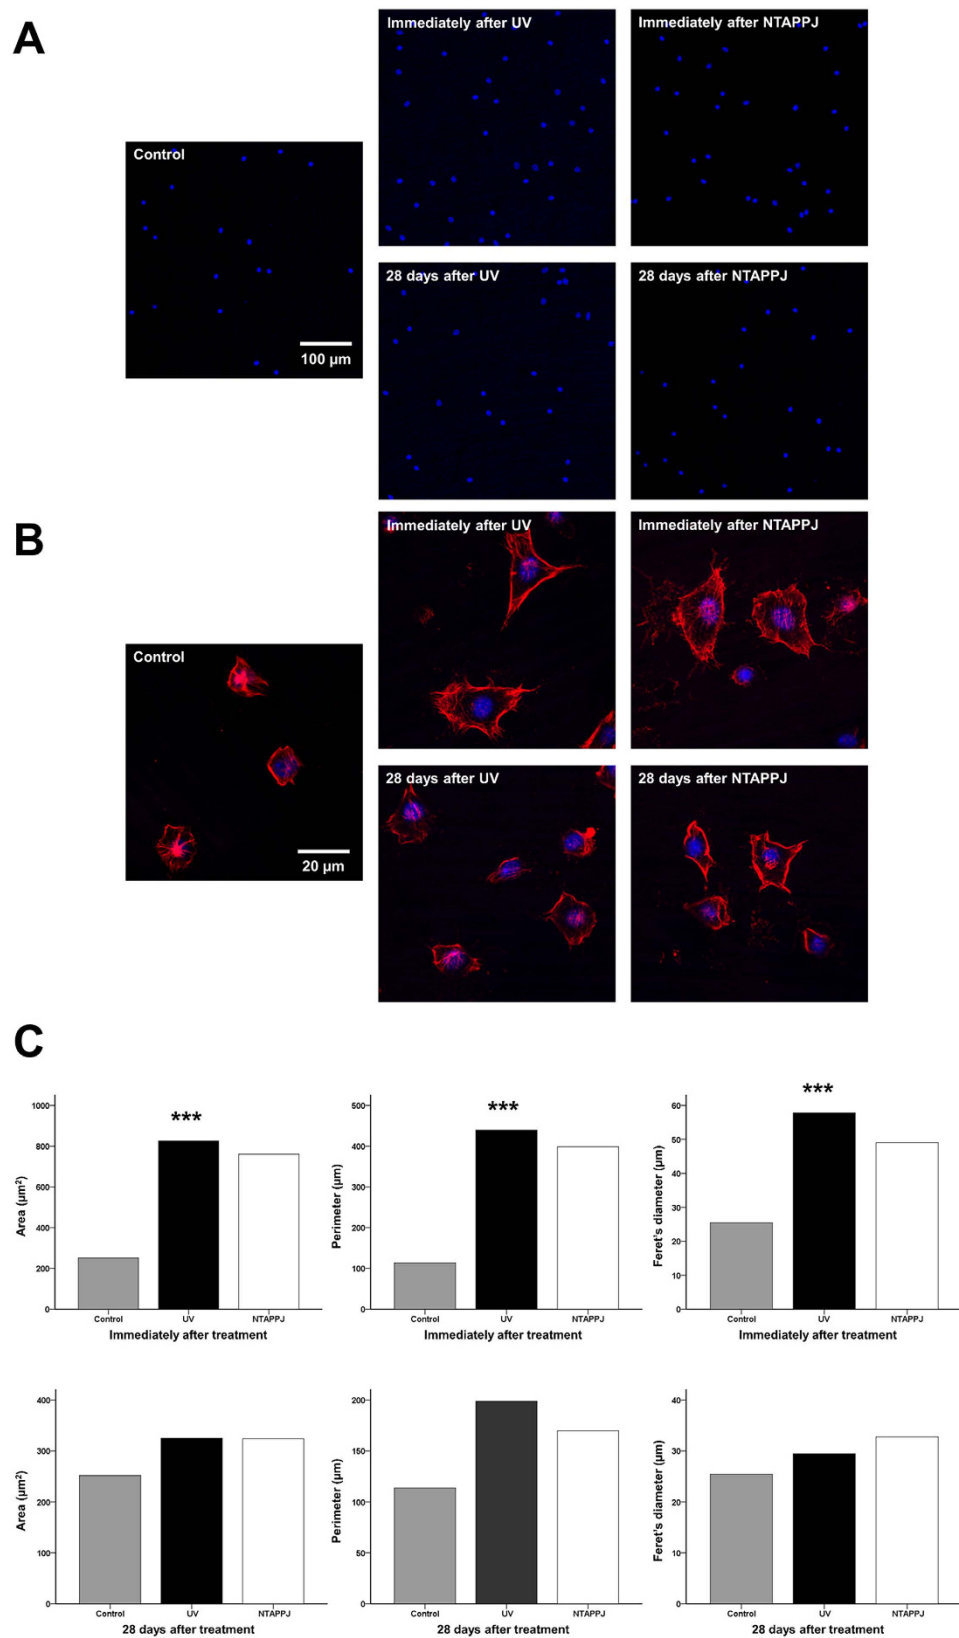 A
Immediately after UV
Immediately after NTAPPJ
Control
100 µm
28 days after UV
28 days after NTAPPJ
B
Immediately after UV
Immediately after NTAPPJ
Control
20 µm
28 days after UV
28 days after NTAPPJ
C
Area (µm²)
1000
800
600
400
200
0
***
Control UV NTAPPJ
Immediately after treatment
Perimeter (µm)
500
400
300
200
100
0
***
Control UV NTAPPJ
Immediately after treatment
Feret's diameter (µm)
60
50
40
30
20
10
0
***
Control UV NTAPPJ
Immediately after treatment
Area (µm²)
400
300
200
100
0
Control UV NTAPPJ
28 days after treatment
Perimeter (µm)
200
150
100
50
0
Control UV NTAPPJ
28 days after treatment
Feret's diameter (µm)
40
30
20
10
0
Control UV NTAPPJ
28 days after treatment